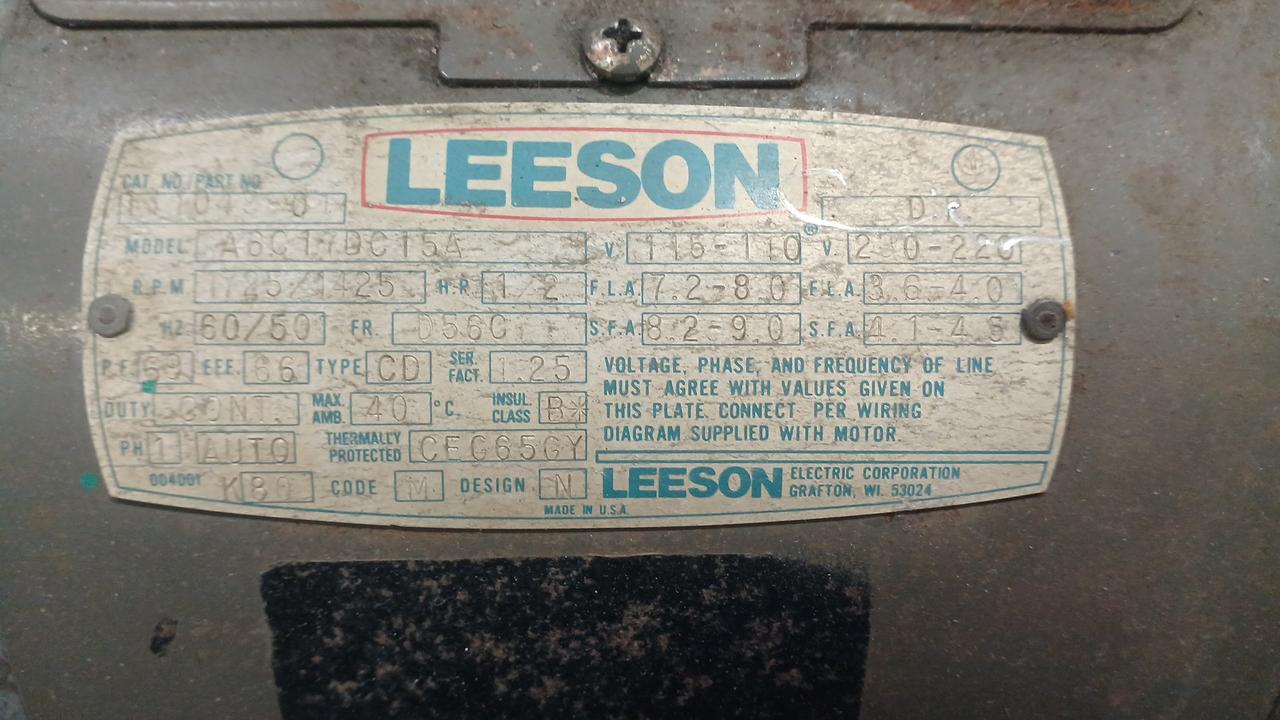 LEESON
CAT. NO./PART NO.
MODEL A6C17DC15A V. 115-110 V. 230-220
R.P.M. 1725/1425 H.P. 1/2 F.L.A. 7.2-8.0 F.L.A. 3.6-4.0
HZ. 60/50 FR. D56C S.F.A. 8.2-9.0 S.F.A. 4.1-4.5
P.F. EFF. 66 TYPE CD SER. FACT. 1.25
DUTY CONT. MAX. AMB. 40 °C. INSUL. CLASS B*
PH 1 AUTO THERMALLY PROTECTED
004001 CODE M DESIGN N
VOLTAGE, PHASE, AND FREQUENCY OF LINE
MUST AGREE WITH VALUES GIVEN ON
THIS PLATE. CONNECT PER WIRING
DIAGRAM SUPPLIED WITH MOTOR.
LEESON ELECTRIC CORPORATION
GRAFTON, WI. 53024
MADE IN U.S.A.